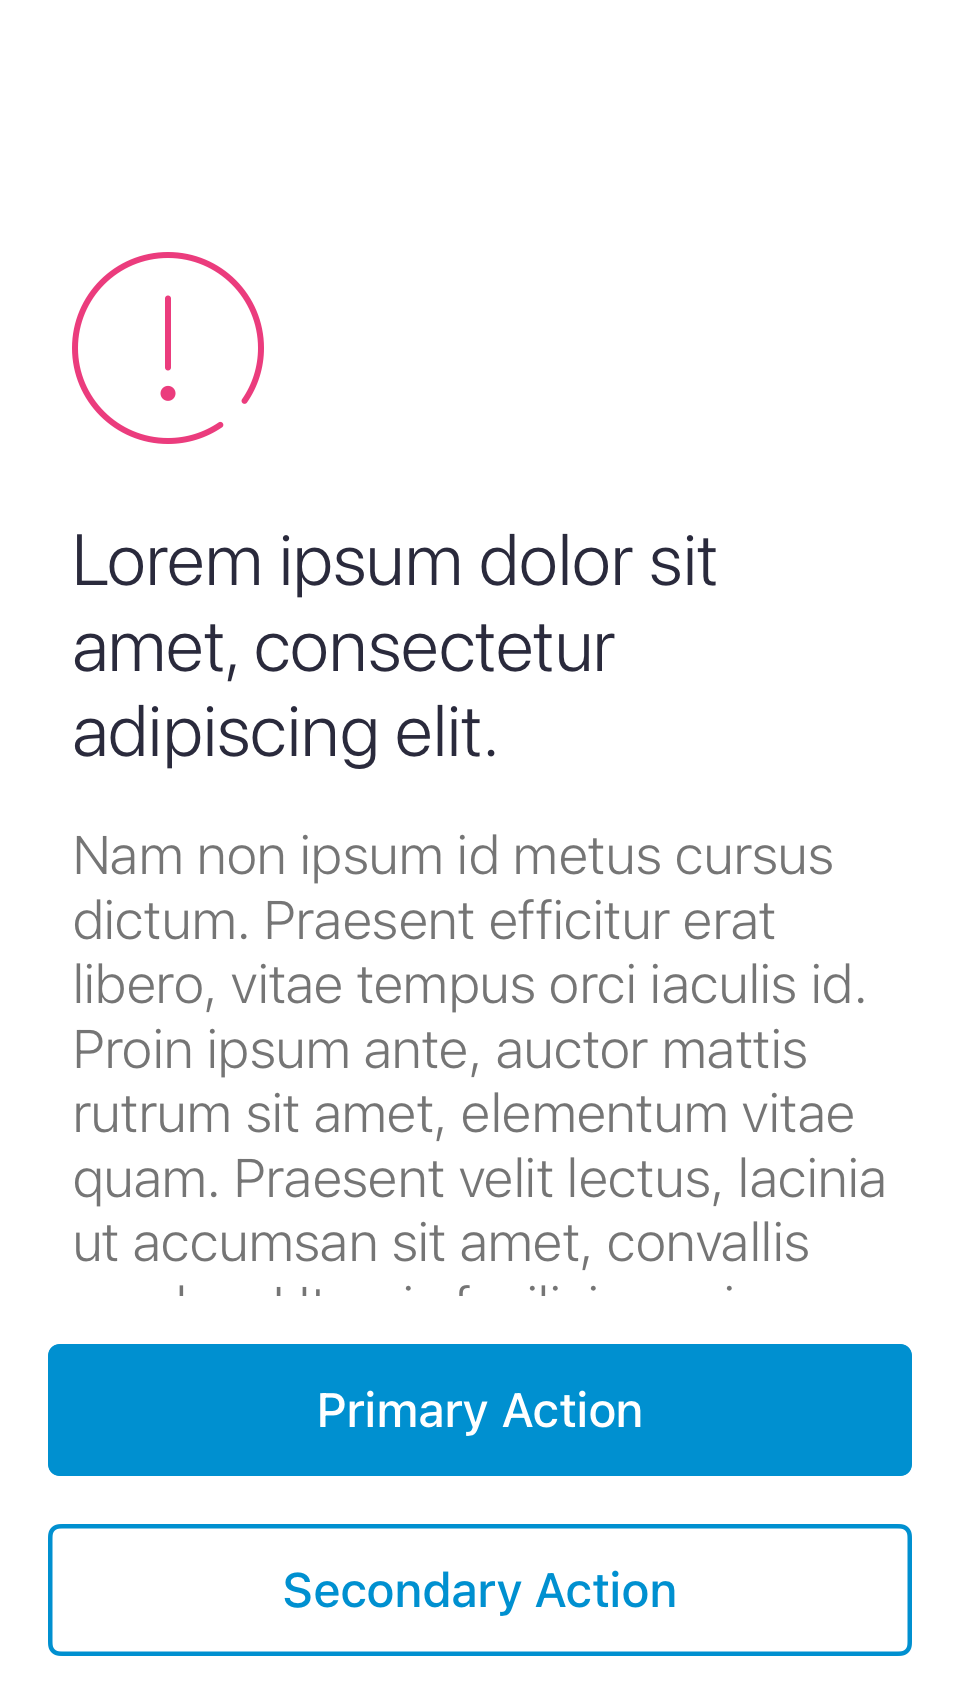 Lorem ipsum dolor sit
amet, consectetur
adipiscing elit.
Nam non ipsum id metus cursus
dictum. Praesent efficitur erat
libero, vitae tempus orci iaculis id.
Proin ipsum ante, auctor mattis
rutrum sit amet, elementum vitae
quam. Praesent velit lectus, lacinia
ut accumsan sit amet, convallis
Primary Action
Secondary Action